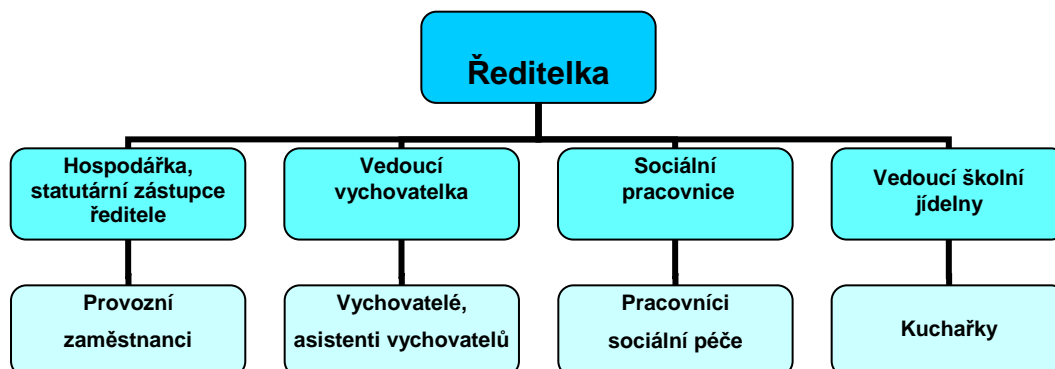 Ředitelka
Hospodářka,
statutární zástupce
ředitele
Vedoucí
vychovatelka
Sociální
pracovnice
Vedoucí školní
jídelny
Provozní
zaměstnanci
Vychovatelé,
asistenti vychovatelů
Pracovníci
sociální péče
Kuchařky